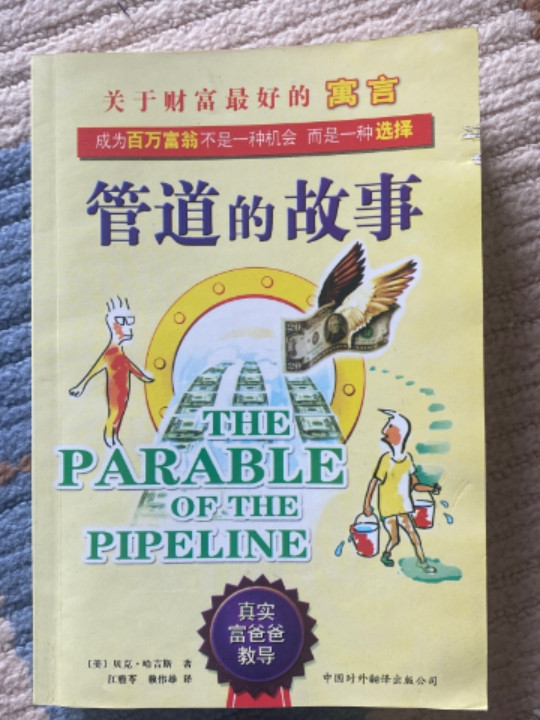 关于财富最好的 寓言
成为百万富翁不是一种机会 而是一种选择
管道的故事
THE
PARABLE
OF THE
PIPELINE
真实
富爸爸
教导
［美］贝克·哈吉斯 著
江雅苓 赖伟雄 译
中国对外翻译出版公司
20